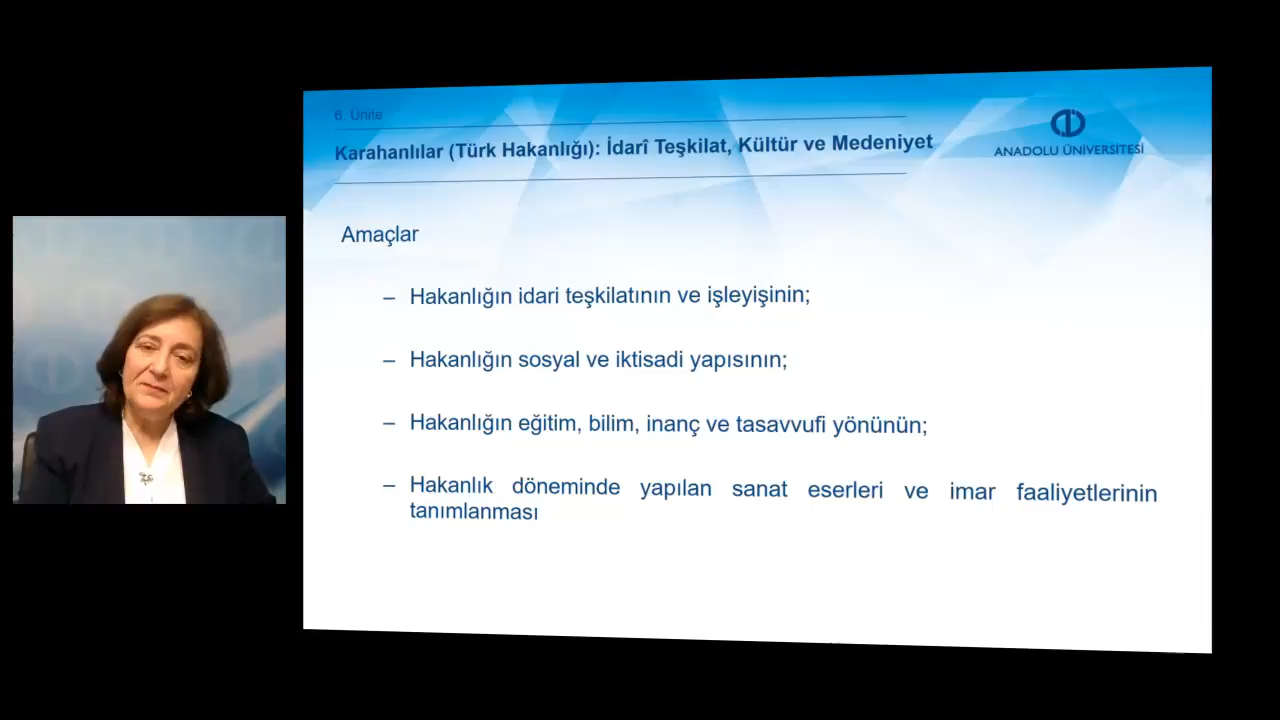 6. Ünite
Karahanlılar (Türk Hakanlığı): İdarî Teşkilat, Kültür ve Medeniyet
ANADOLU ÜNİVERSİTESİ
Amaçlar
– Hakanlığın idari teşkilatının ve işleyişinin;
– Hakanlığın sosyal ve iktisadi yapısının;
– Hakanlığın eğitim, bilim, inanç ve tasavvufi yönünün;
– Hakanlık döneminde yapılan sanat eserleri ve imar faaliyetlerinin
tanımlanması